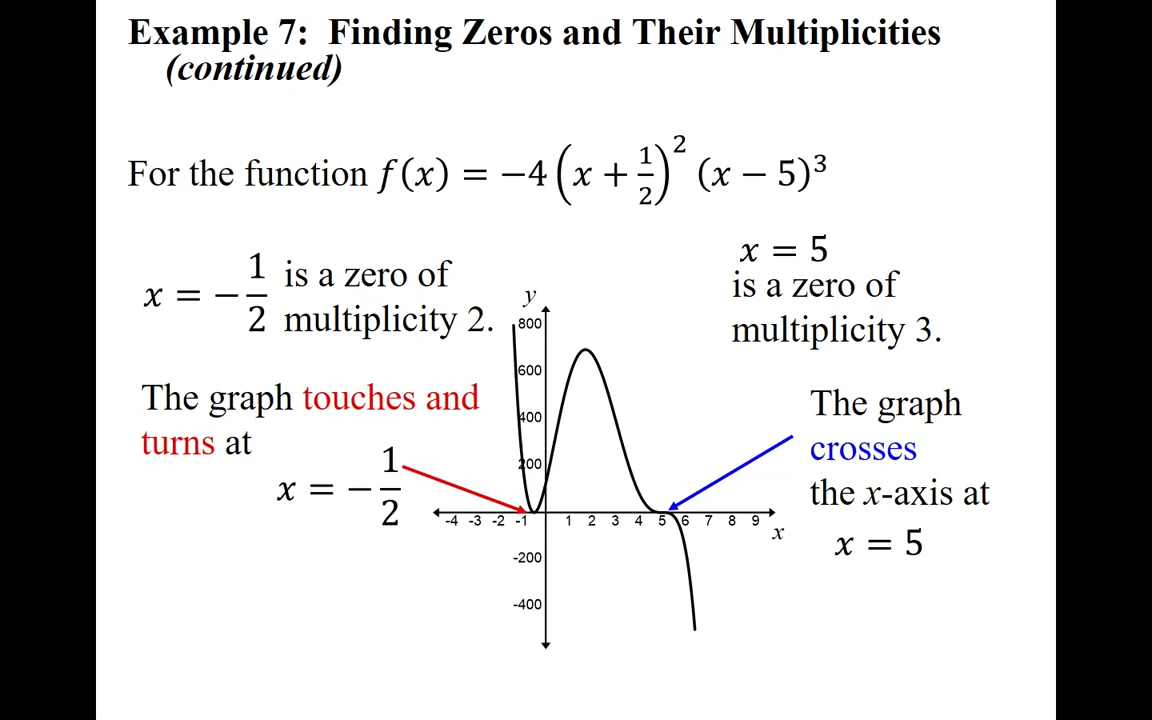 Example 7: Finding Zeros and Their Multiplicities
(continued)
For the function f(x) = −4(x + 1/2)² (x − 5)³
x = −1/2 is a zero of
multiplicity 2.
x = 5
is a zero of
multiplicity 3.
The graph touches and
turns at
x = −1/2
The graph
crosses
the x-axis at
x = 5
y
800
600
400
200
-4 -3 -2 -1 1 2 3 4 5 6 7 8 9
x
-200
-400